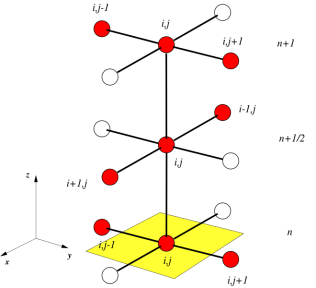 i,j-1
i,j
i,j+1
n+1
i-1,j
n+1/2
i,j
i+1,j
z
n
i,j-1
i,j
y
x
i,j+1